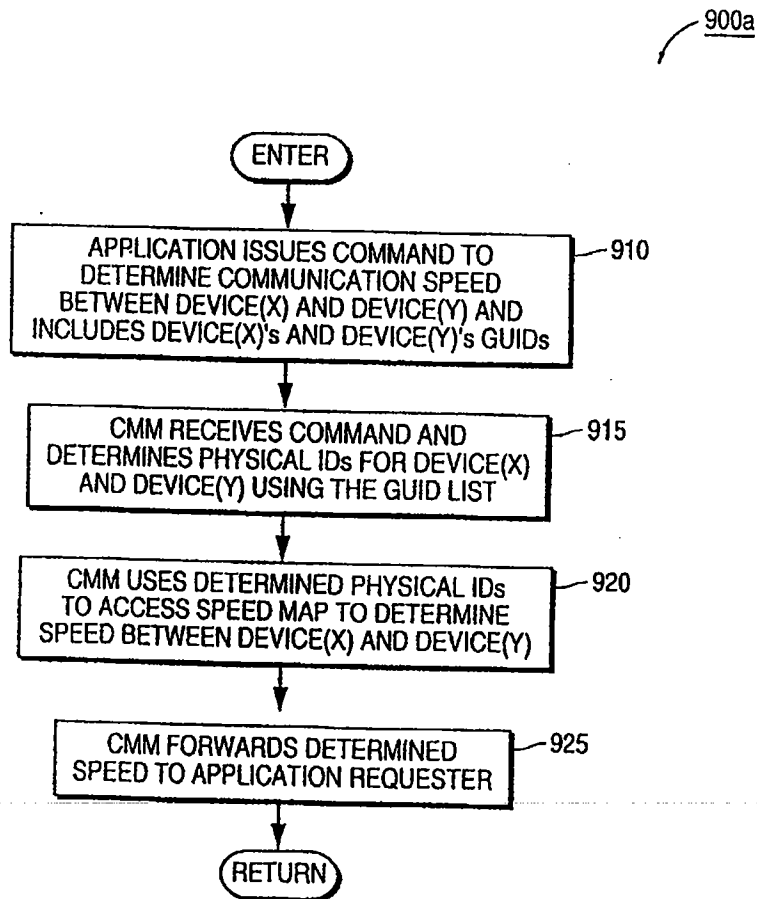 900a
ENTER
APPLICATION ISSUES COMMAND TO
DETERMINE COMMUNICATION SPEED
BETWEEN DEVICE(X) AND DEVICE(Y) AND
INCLUDES DEVICE(X)'s AND DEVICE(Y)'s GUIDs
910
CMM RECEIVES COMMAND AND
DETERMINES PHYSICAL IDs FOR DEVICE(X)
AND DEVICE(Y) USING THE GUID LIST
915
CMM USES DETERMINED PHYSICAL IDs
TO ACCESS SPEED MAP TO DETERMINE
SPEED BETWEEN DEVICE(X) AND DEVICE(Y)
920
CMM FORWARDS DETERMINED
SPEED TO APPLICATION REQUESTER
925
RETURN